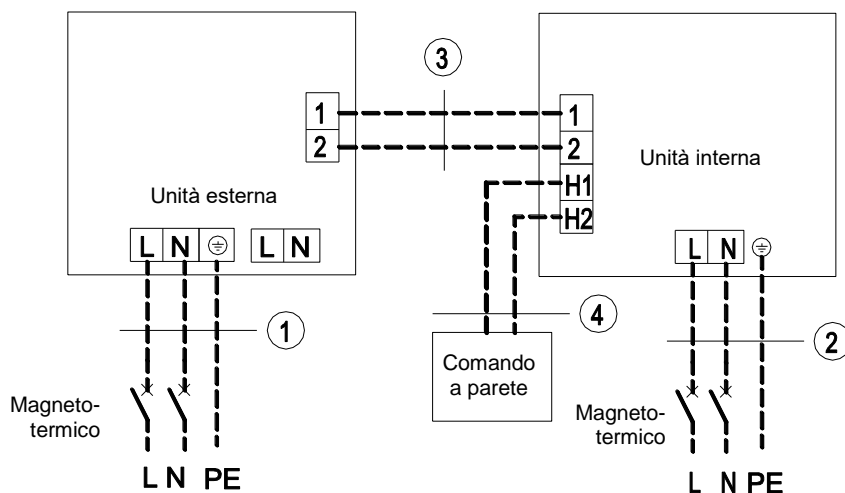 3
1
1
2
2
Unità interna
H1
Unità esterna
H2
L N
L N
L N
1
4
2
Comando
a parete
Magneto-
termico
Magneto-
termico
L N PE
L N PE